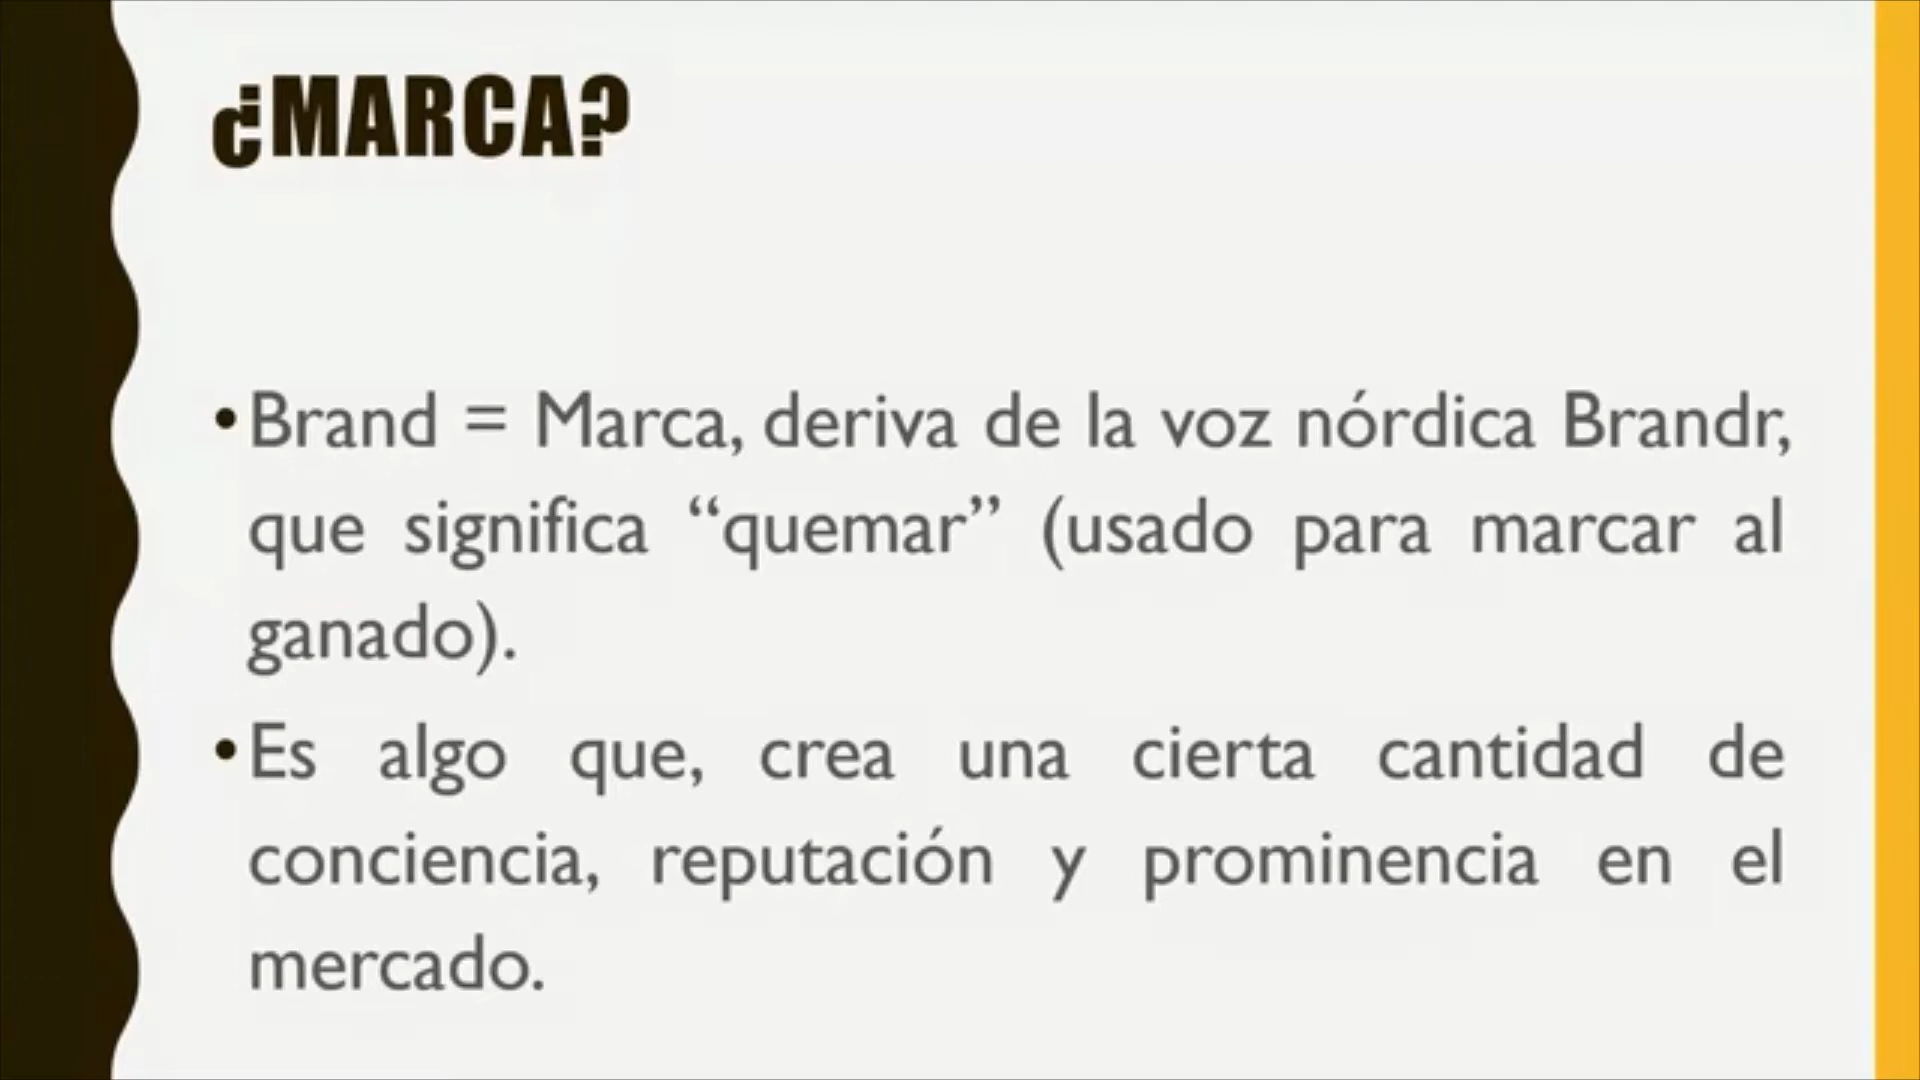 ¿MARCA?
•Brand = Marca, deriva de la voz nórdica Brandr,
que significa “quemar” (usado para marcar al
ganado).
•Es algo que, crea una cierta cantidad de
conciencia, reputación y prominencia en el
mercado.